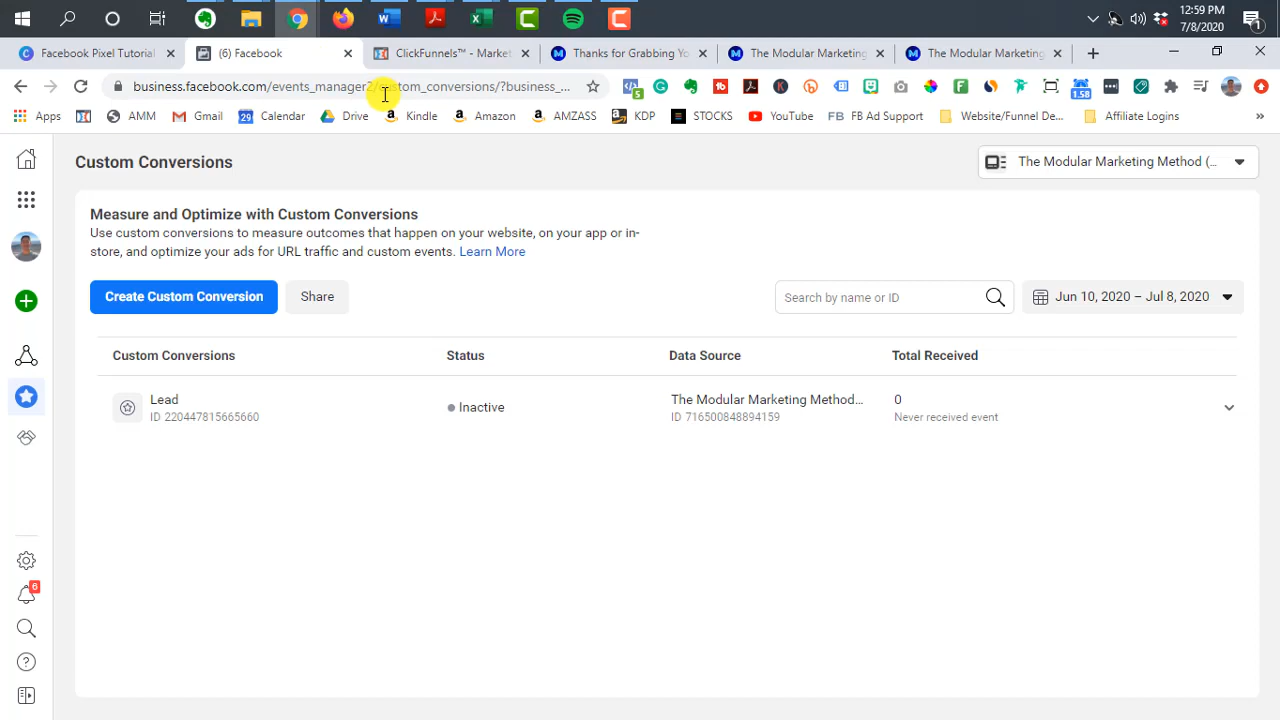 12:59 PM
7/8/2020
Facebook Pixel Tutorial
(6) Facebook
ClickFunnels™ - Market
Thanks for Grabbing Yo
The Modular Marketing
The Modular Marketing
business.facebook.com/events_manager2/custom_conversions/?business_...
5
1.58
Apps
AMM
Gmail
Calendar
Drive
Kindle
Amazon
AMZASS
KDP
STOCKS
YouTube
FB FB Ad Support
Website/Funnel De...
Affiliate Logins
»
Custom Conversions
The Modular Marketing Method (...
Measure and Optimize with Custom Conversions
Use custom conversions to measure outcomes that happen on your website, on your app or in-
store, and optimize your ads for URL traffic and custom events. Learn More
Create Custom Conversion
Share
Search by name or ID
Jun 10, 2020 – Jul 8, 2020
Custom Conversions
Status
Data Source
Total Received
Lead
ID 220447815665660
Inactive
The Modular Marketing Method...
ID 716500848894159
0
Never received event
6